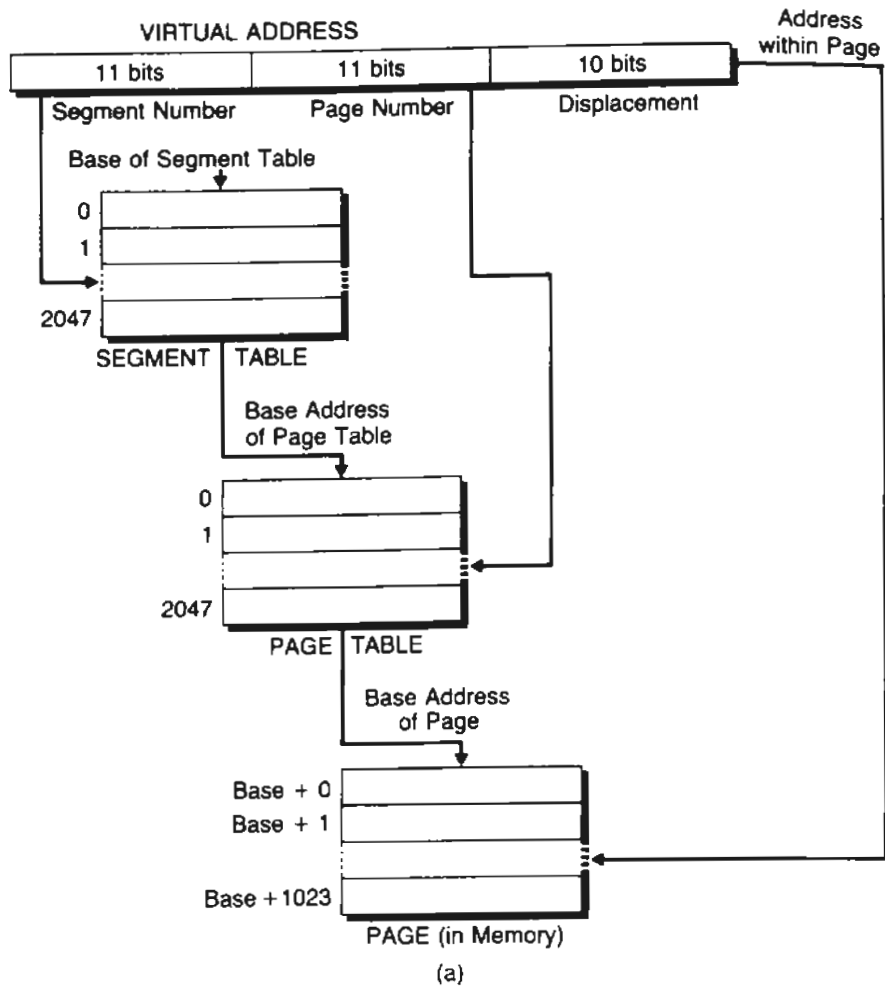 VIRTUAL ADDRESS
Address
within Page
11 bits
11 bits
10 bits
Segment Number
Page Number
Displacement
Base of Segment Table
0
1
2047
SEGMENT TABLE
Base Address
of Page Table
0
1
2047
PAGE TABLE
Base Address
of Page
Base + 0
Base + 1
Base +1023
PAGE (in Memory)
(a)